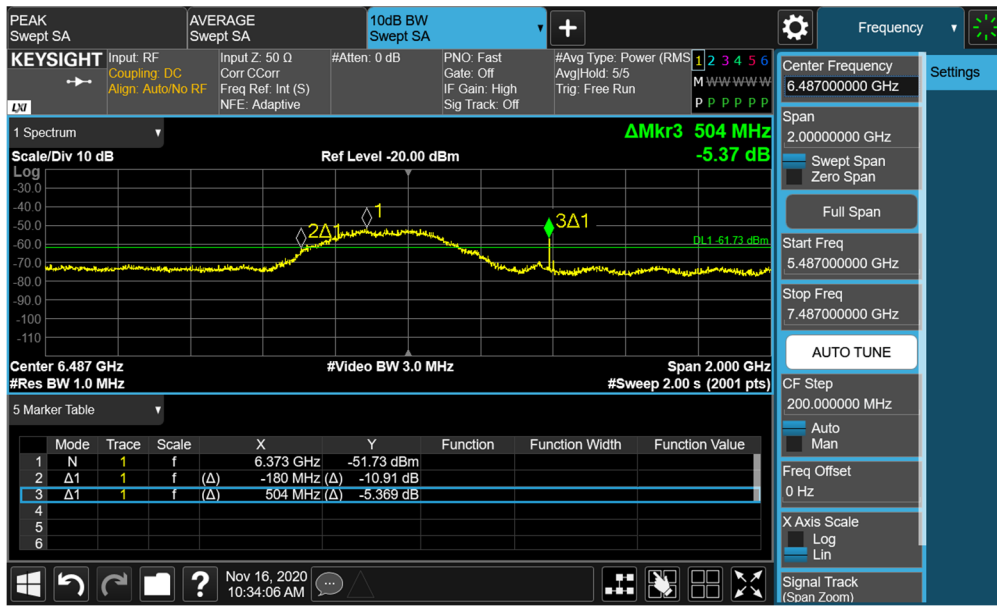 PEAK
Swept SA
AVERAGE
Swept SA
10dB BW
Swept SA
▼
+
Frequency
▼
KEYSIGHT
LXI
Input: RF
Coupling: DC
Align: Auto/No RF
Input Z: 50 Ω
Corr CCorr
Freq Ref: Int (S)
NFE: Adaptive
#Atten: 0 dB
PNO: Fast
Gate: Off
IF Gain: High
Sig Track: Off
#Avg Type: Power (RMS
Avg|Hold: 5/5
Trig: Free Run
1 2 3 4 5 6
M W W W W W
P P P P P P
1 Spectrum ▼
Scale/Div 10 dB
Ref Level -20.00 dBm
ΔMkr3 504 MHz
-5.37 dB
Log
-30.0
-40.0
-50.0
-60.0
-70.0
-80.0
-90.0
-100
-110
1
2Δ1
3Δ1
DL1 -61.73 dBm
Center 6.487 GHz
#Video BW 3.0 MHz
Span 2.000 GHz
#Res BW 1.0 MHz
#Sweep 2.00 s (2001 pts)
5 Marker Table ▼
Mode Trace Scale X Y Function Function Width Function Value
1 N 1 f 6.373 GHz -51.73 dBm
2 Δ1 1 f (Δ) -180 MHz (Δ) -10.91 dB
3 Δ1 1 f (Δ) 504 MHz (Δ) -5.369 dB
4
5
6
Center Frequency
6.487000000 GHz
Settings
Span
2.00000000 GHz
Swept Span
Zero Span
Full Span
Start Freq
5.487000000 GHz
Stop Freq
7.487000000 GHz
AUTO TUNE
CF Step
200.000000 MHz
Auto
Man
Freq Offset
0 Hz
X Axis Scale
Log
Lin
Signal Track
(Span Zoom)
?
Nov 16, 2020
10:34:06 AM